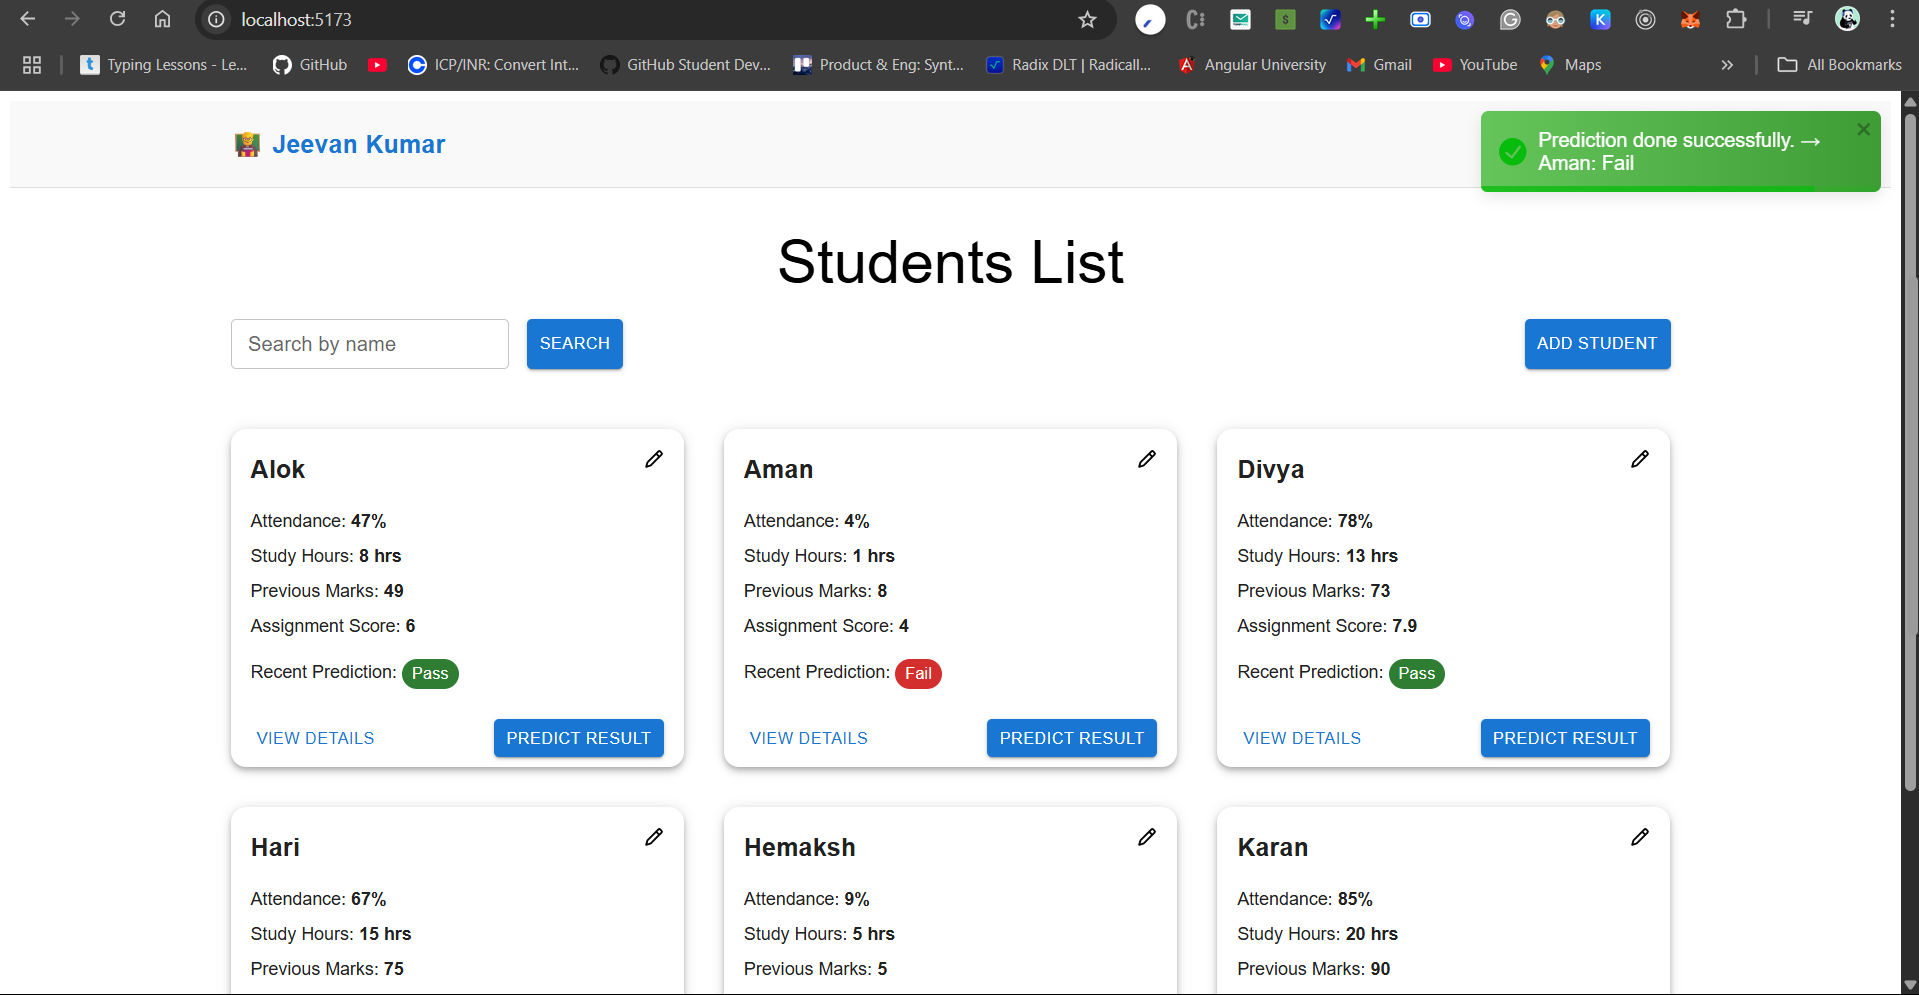 localhost:5173
Typing Lessons - Le... GitHub ICP/INR: Convert Int... GitHub Student Dev... Product & Eng: Synt... Radix DLT | Radicall... Angular University Gmail YouTube Maps » All Bookmarks
Jeevan Kumar
Prediction done successfully. →
Aman: Fail
Students List
Search by name SEARCH ADD STUDENT
Alok
Attendance: 47%
Study Hours: 8 hrs
Previous Marks: 49
Assignment Score: 6
Recent Prediction: Pass
VIEW DETAILS PREDICT RESULT
Aman
Attendance: 4%
Study Hours: 1 hrs
Previous Marks: 8
Assignment Score: 4
Recent Prediction: Fail
VIEW DETAILS PREDICT RESULT
Divya
Attendance: 78%
Study Hours: 13 hrs
Previous Marks: 73
Assignment Score: 7.9
Recent Prediction: Pass
VIEW DETAILS PREDICT RESULT
Hari
Attendance: 67%
Study Hours: 15 hrs
Previous Marks: 75
Hemaksh
Attendance: 9%
Study Hours: 5 hrs
Previous Marks: 5
Karan
Attendance: 85%
Study Hours: 20 hrs
Previous Marks: 90